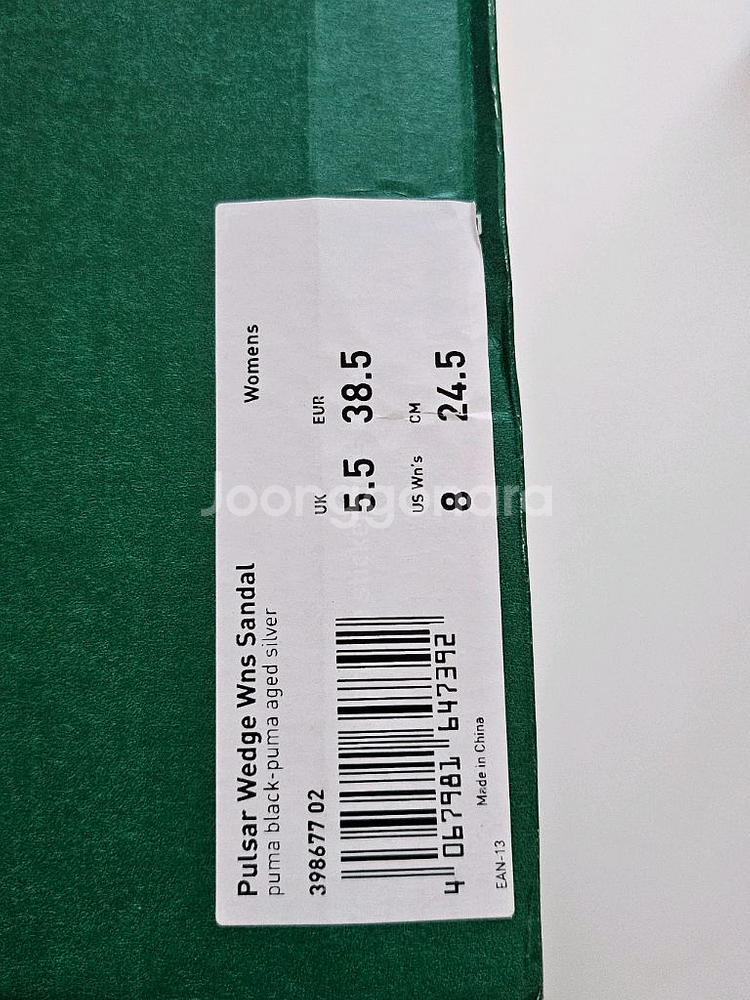 Pulsar Wedge Wns Sandal
puma black-puma aged silver
Womens
398677 02
UK
5.5
EUR
38.5
US Wn's
8
CM
24.5
4 067981 647392
Made in China
EAN-13
Joonggonara